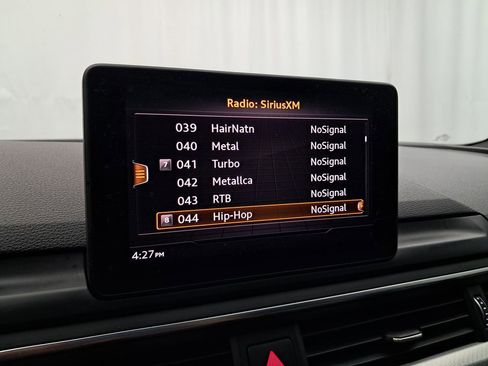 Radio: SiriusXM
039 HairNatn NoSignal
040 Metal NoSignal
7 041 Turbo NoSignal
042 Metallca NoSignal
043 RTB NoSignal
8 044 Hip-Hop NoSignal
4:27PM